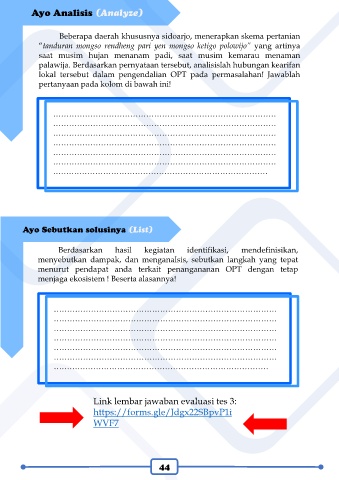 Ayo Analisis (Analyze)
Beberapa daerah khususnya sidoarjo, menerapkan skema pertanian
"tanduran mongso rendheng pari yen mongso ketigo polowijo" yang artinya
saat musim hujan menanam padi, saat musim kemarau menaman
palawija. Berdasarkan pernyataan tersebut, analisislah hubungan kearifan
lokal tersebut dalam pengendalian OPT pada permasalahan! Jawablah
pertanyaan pada kolom di bawah ini!
Ayo Sebutkan solusinya (List)
Berdasarkan hasil kegiatan identifikasi, mendefinisikan,
menyebutkan dampak, dan menganalsis, sebutkan langkah yang tepat
menurut pendapat anda terkait penangananan OPT dengan tetap
menjaga ekosistem ! Beserta alasannya!
Link lembar jawaban evaluasi tes 3:
https://forms.gle/Jdgx22SBpvP1i
WVF7
44